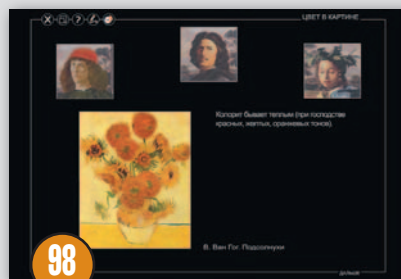 ЦВЕТ В КАРТИНЕ
Колорит бывает теплым (при господстве
красных, желтых, оранжевых тонов).
В. Ван Гог. Подсолнухи
98
ДАЛЬШЕ